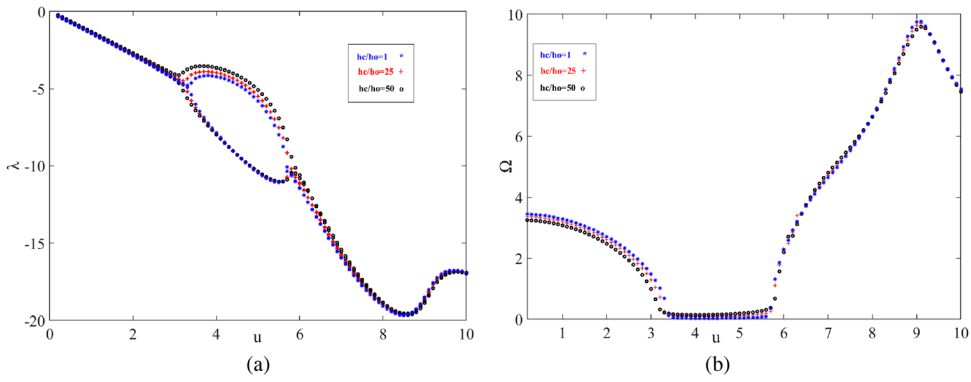 0
-5
-10
-15
-20
λ
0 2 4 6 8 10
u
hc/ho=1 *
hc/ho=25 +
hc/ho=50 o
(a)
10
8
6
4
2
0
Ω
1 2 3 4 5 6 7 8 9 10
u
hc/ho=1 *
hc/ho=25 +
hc/ho=50 o
(b)